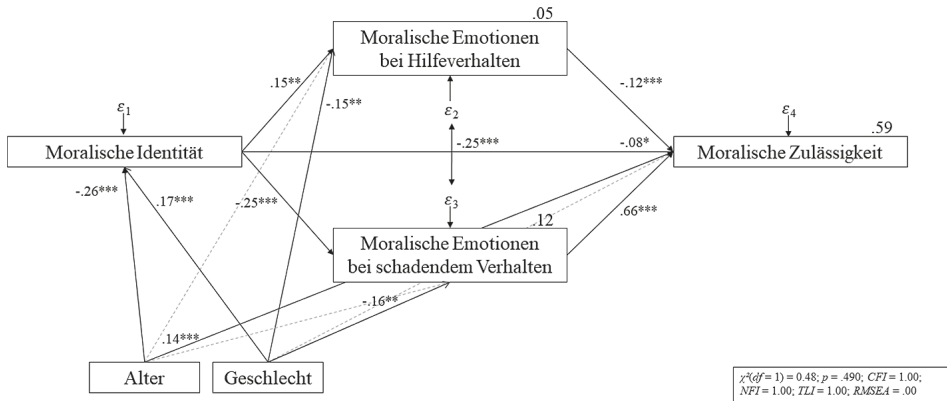 .05
Moralische Emotionen
bei Hilfeverhalten
.15**
-.15**
-.12***
ε1
ε2
ε4
.59
Moralische Identität
-.25***
-.08*
Moralische Zulässigkeit
-.26***
.17***
-.25***
ε3
.12
.66***
Moralische Emotionen
bei schadendem Verhalten
-.16**
.14***
Alter
Geschlecht
χ²(df = 1) = 0.48; p = .490; CFI = 1.00;
NFI = 1.00; TLI = 1.00; RMSEA = .00